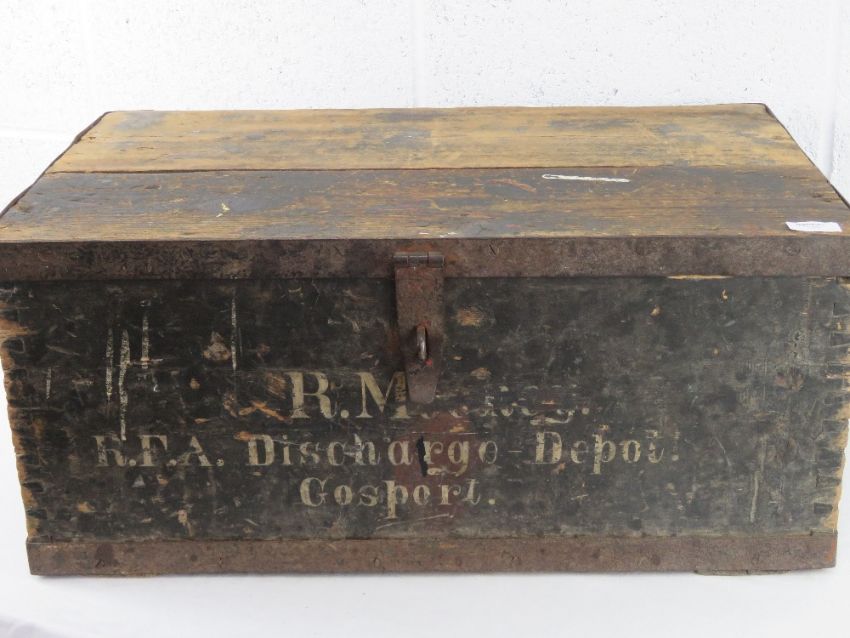 R.
R.F.A. Discharge-Depot.
Gosport.